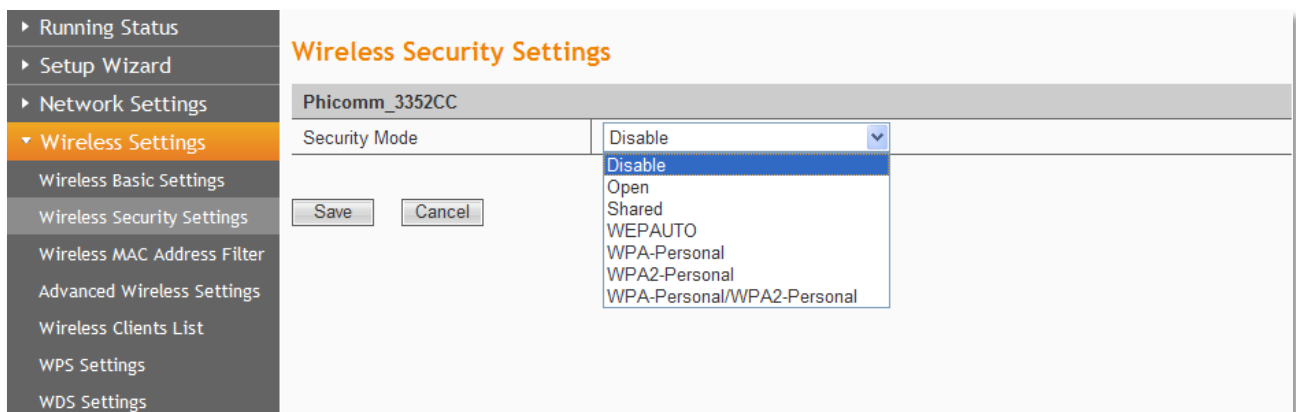 Running Status
Setup Wizard
Network Settings
Wireless Settings
Wireless Basic Settings
Wireless Security Settings
Wireless MAC Address Filter
Advanced Wireless Settings
Wireless Clients List
WPS Settings
WDS Settings
Wireless Security Settings
Phicomm_3352CC
Security Mode
Disable
Disable
Open
Shared
WEPAUTO
WPA-Personal
WPA2-Personal
WPA-Personal/WPA2-Personal
Save
Cancel